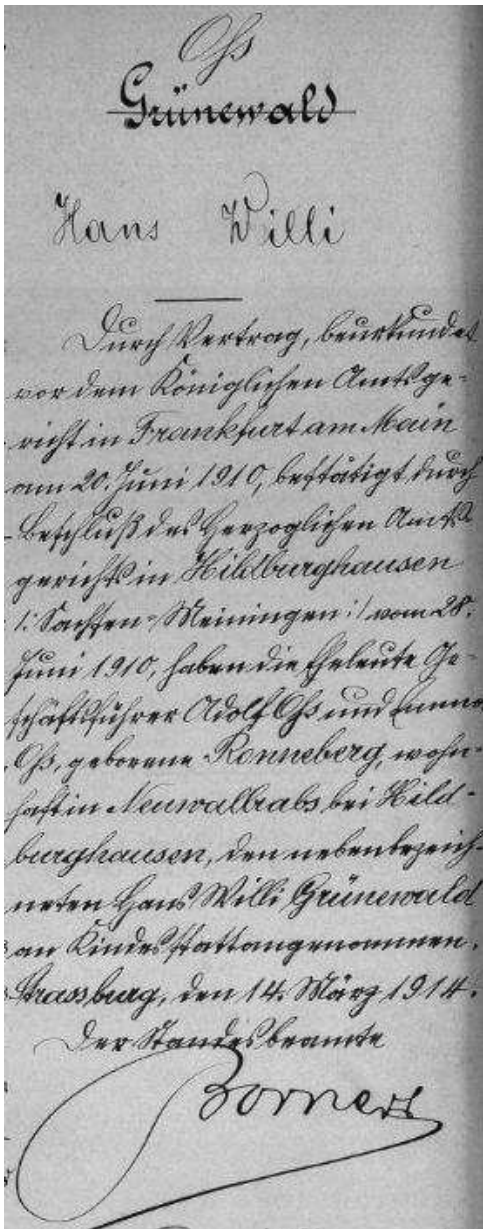 Oß
Grünewald
Hans Willi
Durch Vertrag, beurkundet
vor dem Königlichen Amtsge-
richt in Frankfurt am Main
am 20. Juni 1910, bestätigt durch
Beschluß des Herzoglichen Amts-
gerichts in Hildburghausen
/: Sachsen-Meiningen :/ vom 28.
Juni 1910, haben die Eheleute Ge-
schäftsführer Adolf Oß und Emma
Oß, geborene Ronneberg, wohn-
haft in Neuwallrabs bei Hild-
burghausen, den nebenbezeich-
neten Hans Willi Grünewald
an Kindesstatt angenommen.
Strassburg, den 14. März 1914.
Der Standesbeamte